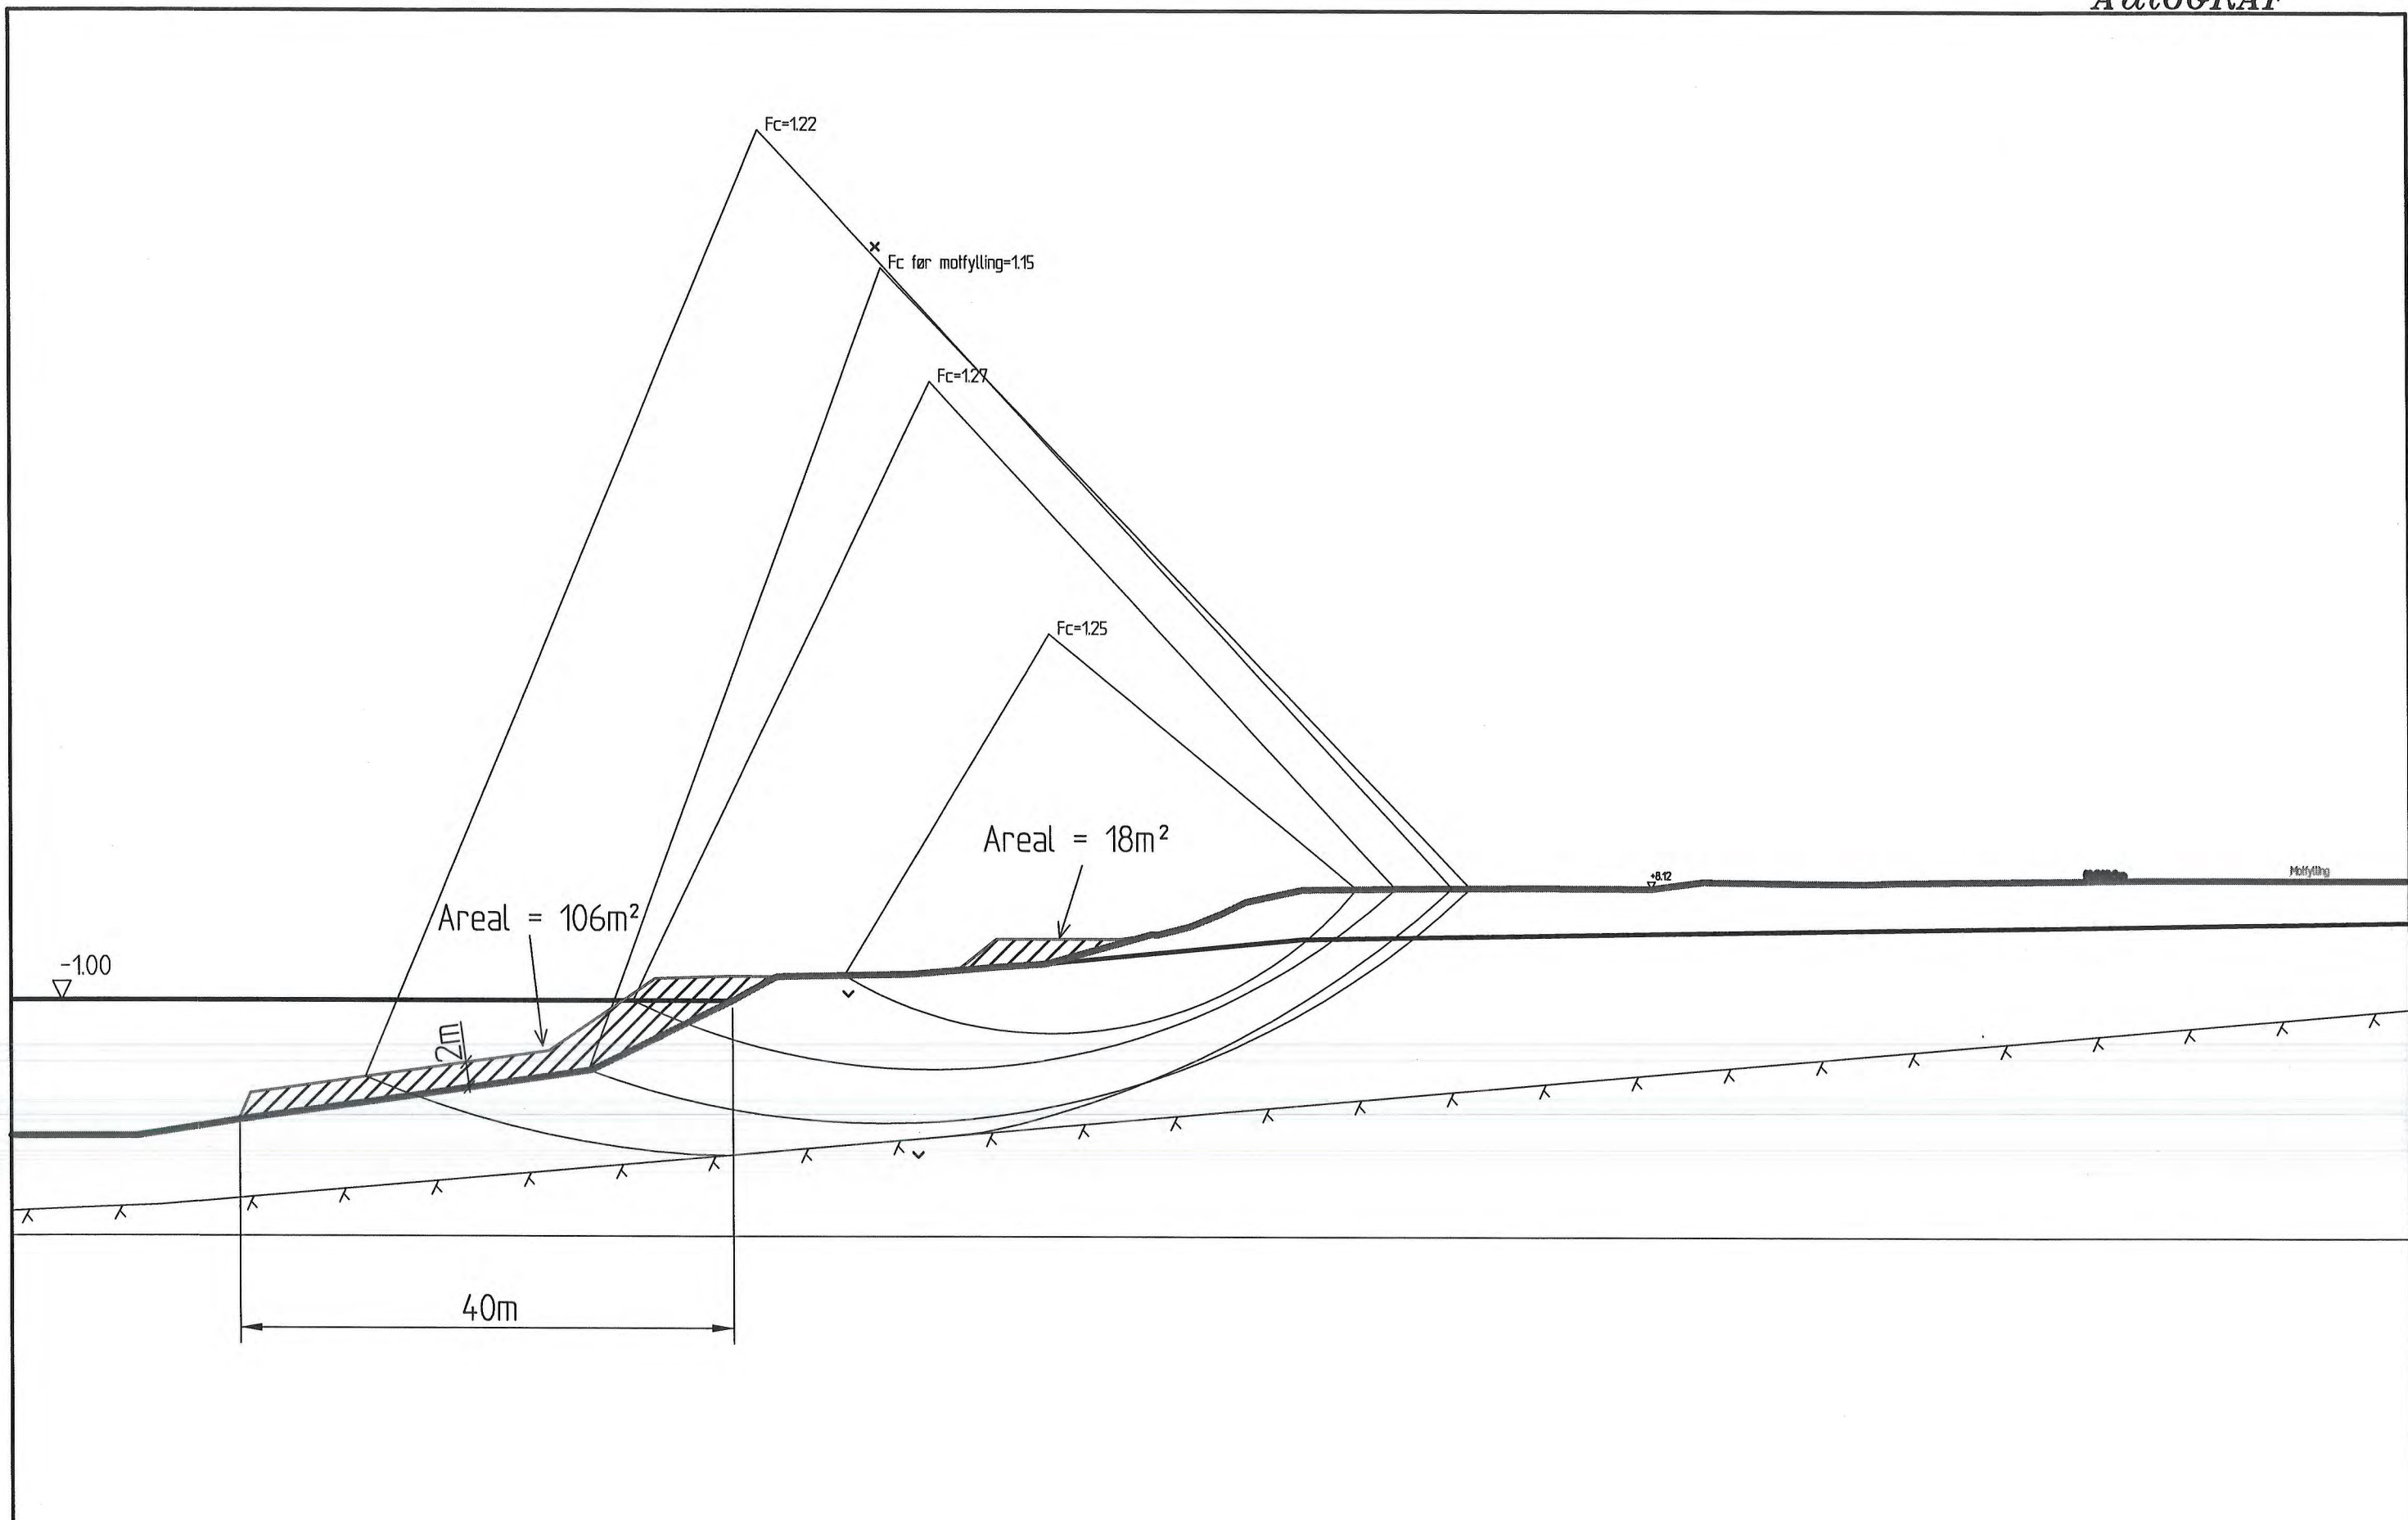 AutoGRAF
Fc=1.22
Fc før motfylling=1.15
Fc=1.27
Fc=1.25
Areal = 18m²
+8.12
Motfylling
Areal = 106m²
-1.00
2m
40m